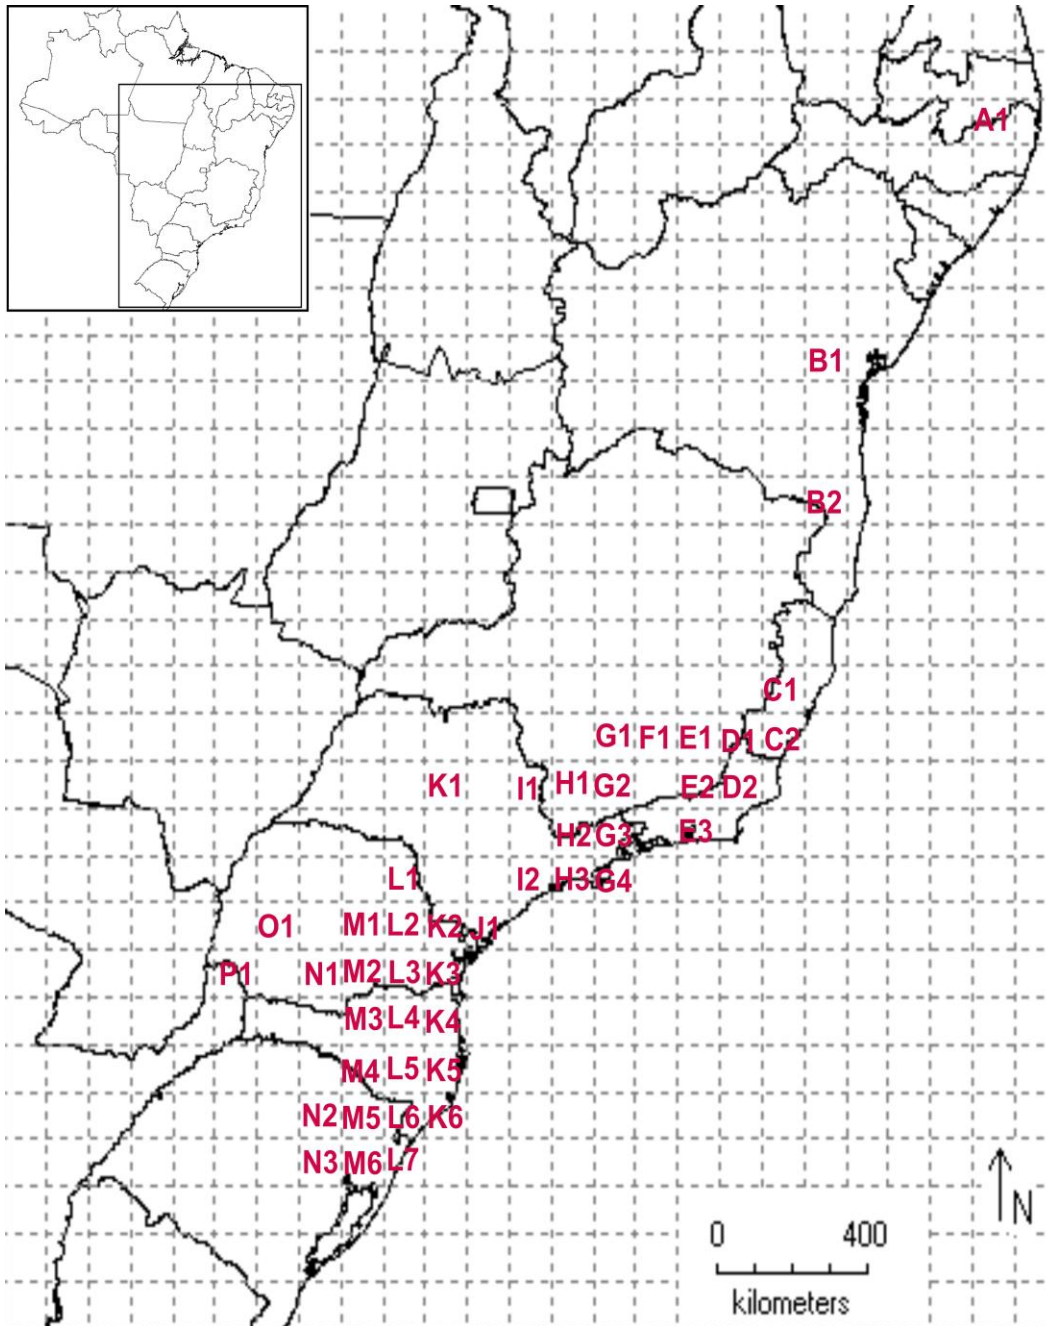 A1
B1
B2
C1
G1 F1 E1 D1 C2
K1 I1 H1 G2 E2 D2
H2 G3 E3
L1 I2 H3 G4
O1 M1 L2 K2 J1
P1 N1 M2 L3 K3
M3 L4 K4
M4 L5 K5
N2 M5 L6 K6
N3 M6 L7
N
0 400
kilometers